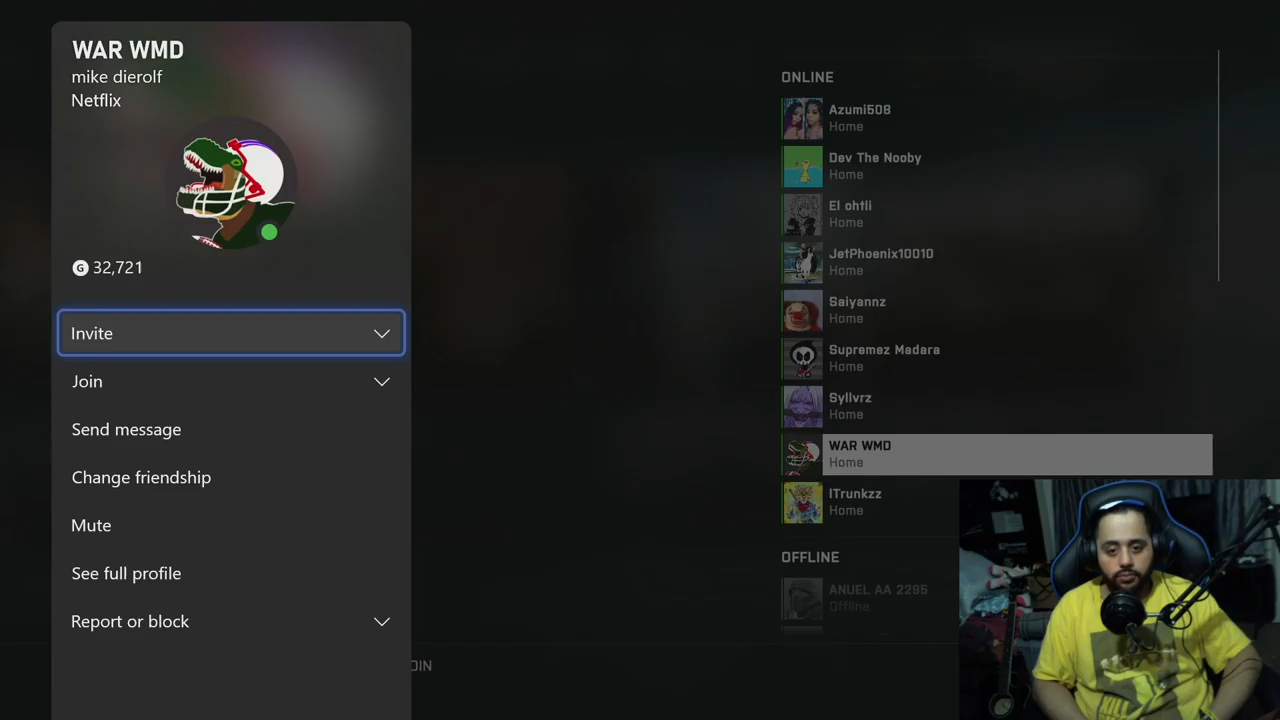 WAR WMD
mike dierolf
Netflix
G 32,721
Invite
Join
Send message
Change friendship
Mute
See full profile
Report or block
ONLINE
Azumi508
Home
Dev The Nooby
Home
El ohtli
Home
JetPhoenix10010
Home
Saiyannz
Home
Supremez Madara
Home
Syllvrz
Home
WAR WMD
Home
ITrunkzz
Home
OFFLINE
ANUEL AA 2295
Offline
OIN